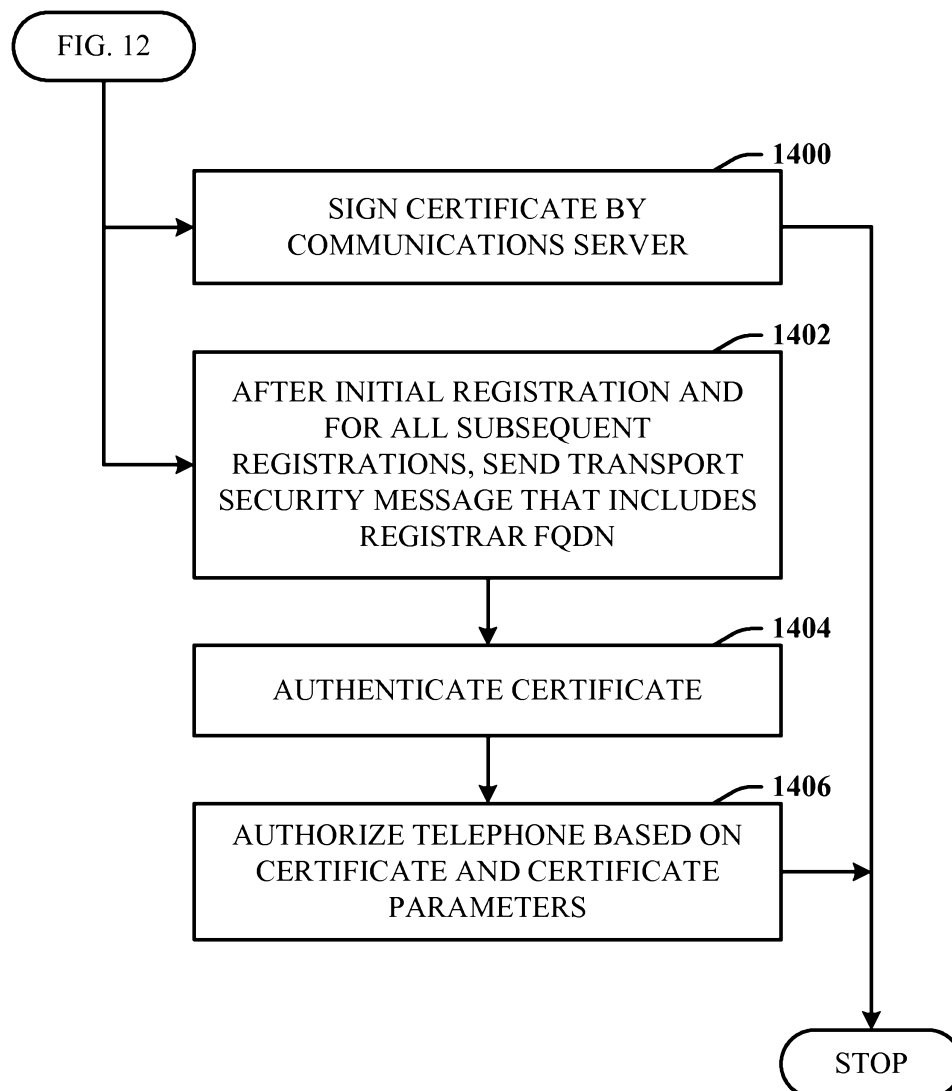 FIG. 12
1400
SIGN CERTIFICATE BY
COMMUNICATIONS SERVER
1402
AFTER INITIAL REGISTRATION AND
FOR ALL SUBSEQUENT
REGISTRATIONS, SEND TRANSPORT
SECURITY MESSAGE THAT INCLUDES
REGISTRAR FQDN
1404
AUTHENTICATE CERTIFICATE
1406
AUTHORIZE TELEPHONE BASED ON
CERTIFICATE AND CERTIFICATE
PARAMETERS
STOP